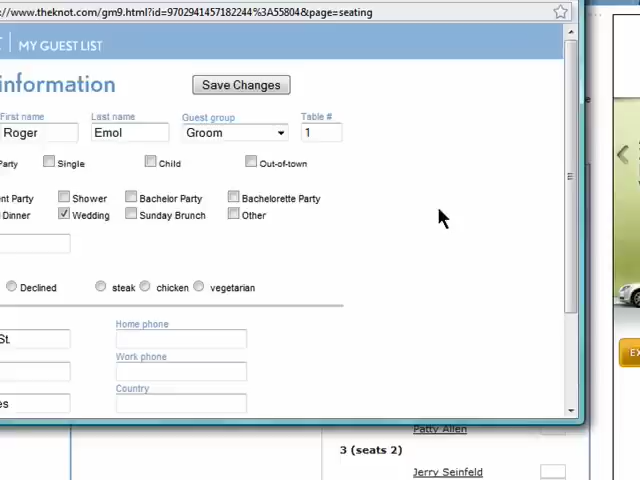 ://www.theknot.com/gm9.html?id=9702941457182244%3A55804&page=seating
MY GUEST LIST
information
Save Changes
First name Last name Guest group Table #
Roger Emol Groom 1
Party Single Child Out-of-town
nt Party Shower Bachelor Party Bachelorette Party
Dinner Wedding Sunday Brunch Other
Declined steak chicken vegetarian
Home phone
St.
Work phone
Country
es
Patty Allen
3 (seats 2)
Jerry Seinfeld